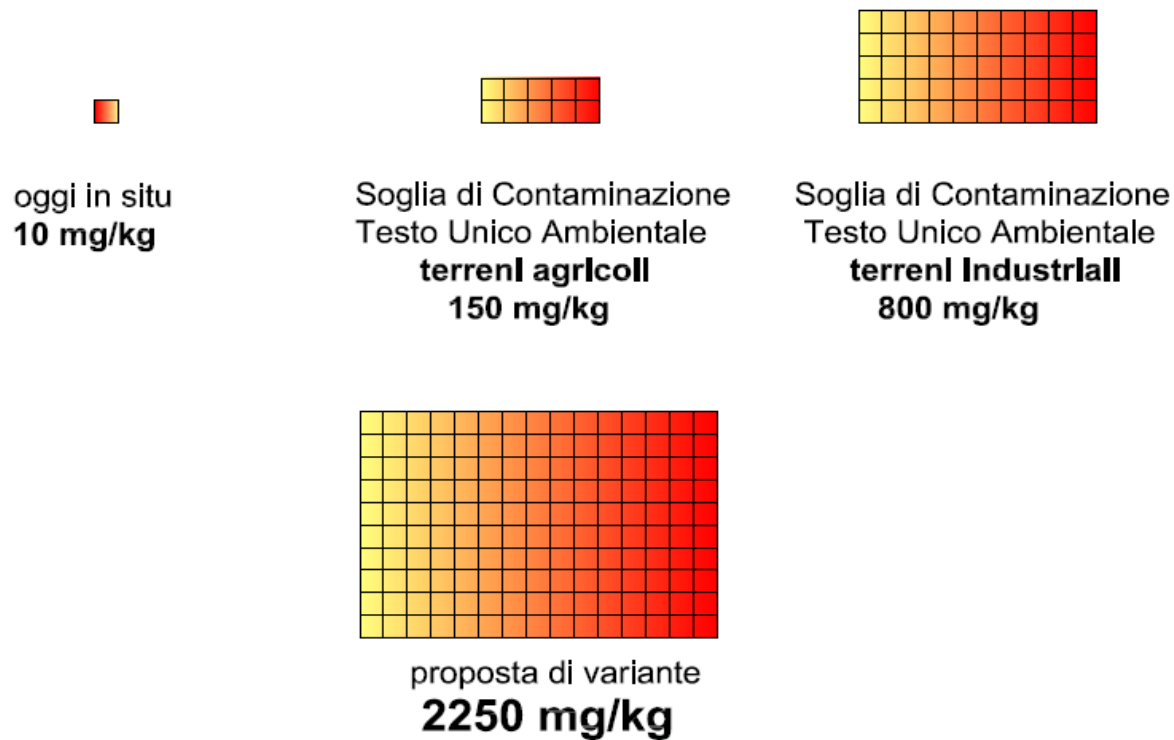 oggi in situ
10 mg/kg
Soglia di Contaminazione
Testo Unico Ambientale
terreni agricoli
150 mg/kg
Soglia di Contaminazione
Testo Unico Ambientale
terreni industriali
800 mg/kg
proposta di variante
2250 mg/kg